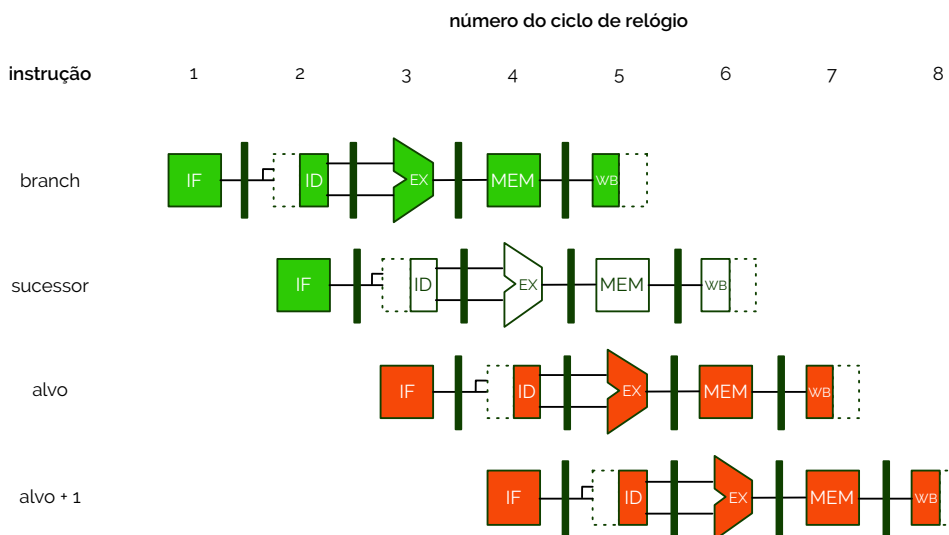 número do ciclo de relógio
instrução 1 2 3 4 5 6 7 8
branch IF ID EX MEM WB
sucessor IF ID EX MEM WB
alvo IF ID EX MEM WB
alvo + 1 IF ID EX MEM WB